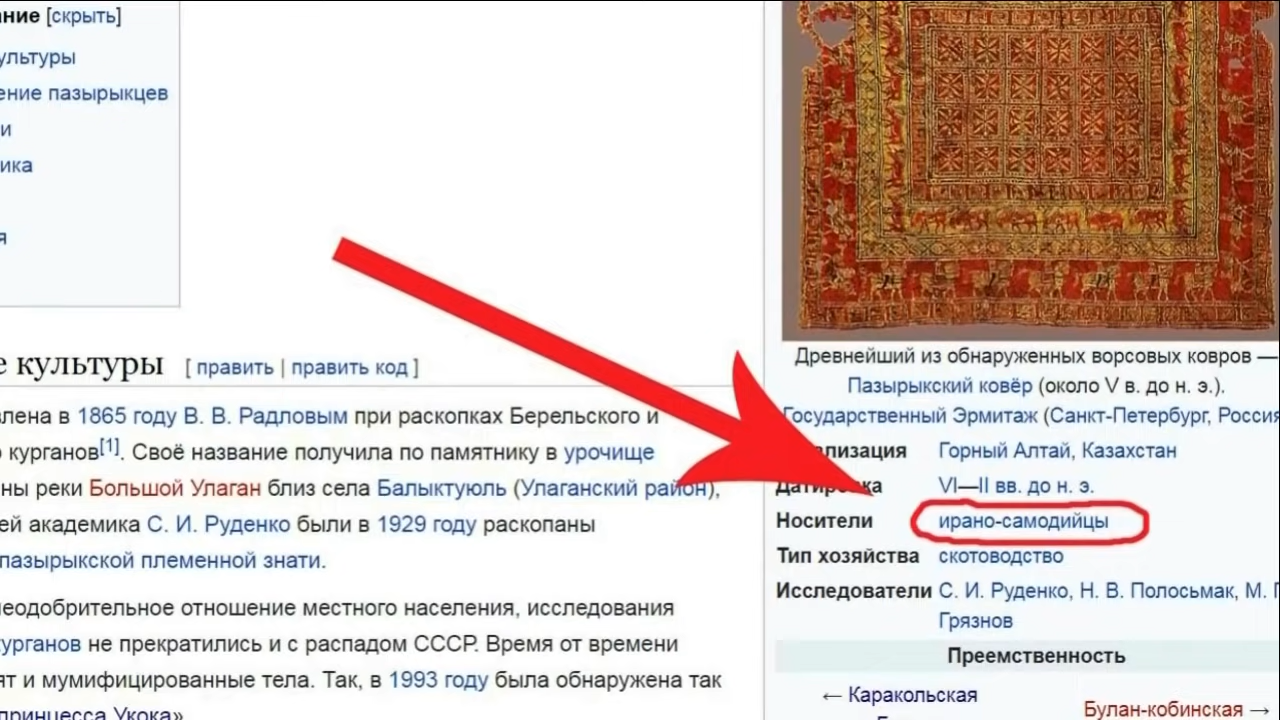 ание [скрыть]
ультуры
ение пазырыкцев
и
ика
я
е культуры [ править | править код ]
влена в 1865 году В. В. Радловым при раскопках Берельского и
курганов[1]. Своё название получила по памятнику в урочище
ны реки Большой Улаган близ села Балыктуюль (Улаганский район),
ей академика С. И. Руденко были в 1929 году раскопаны
пазырыкской племенной знати.
неодобрительное отношение местного населения, исследования
курганов не прекратились и с распадом СССР. Время от времени
ят и мумифицированные тела. Так, в 1993 году была обнаружена так
принцесса Укока»
Древнейший из обнаруженных ворсовых ковров —
Пазырыкский ковёр (около V в. до н. э.).
Государственный Эрмитаж (Санкт-Петербург, Россия
ализация Горный Алтай, Казахстан
Датировка VI—II вв. до н. э.
Носители ирано-самодийцы
Тип хозяйства скотоводство
Исследователи С. И. Руденко, Н. В. Полосьмак, М. П
Грязнов
Преемственность
← Каракольская
Булан-кобинская →